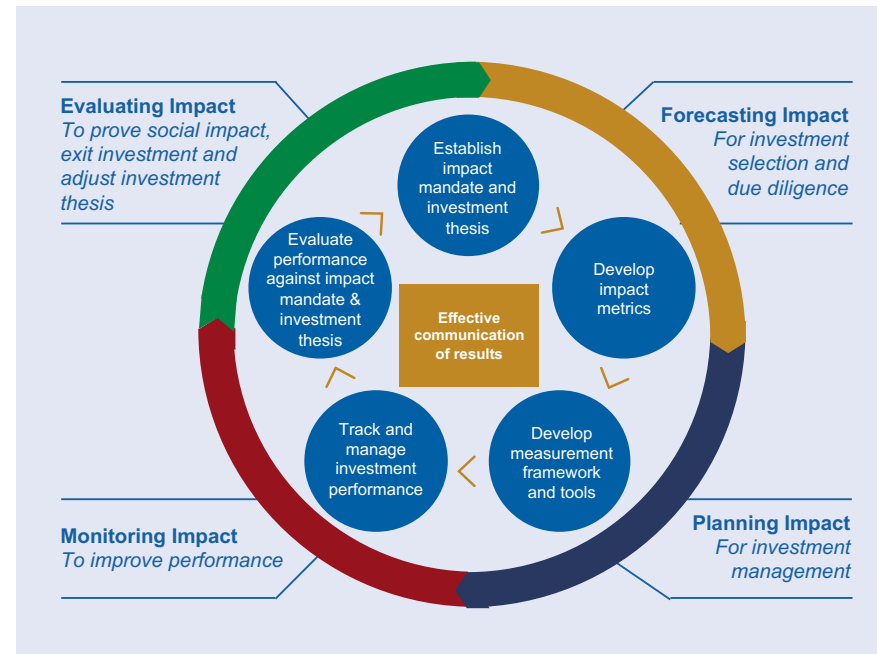 Evaluating Impact
To prove social impact,
exit investment and
adjust investment
thesis
Forecasting Impact
For investment
selection and
due diligence
Establish
impact
mandate and
investment
thesis
Develop
impact
metrics
Develop
measurement
framework
and tools
Track and
manage
investment
performance
Evaluate
performance
against impact
mandate &
investment
thesis
Effective
communication
of results
Monitoring Impact
To improve performance
Planning Impact
For investment
management